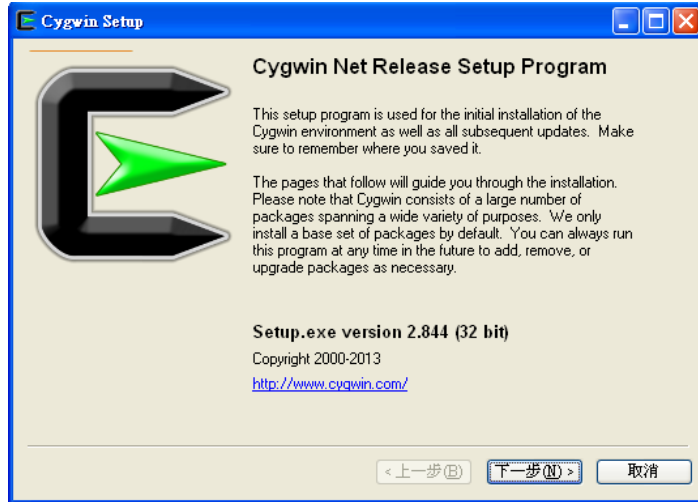 Cygwin Setup
Cygwin Net Release Setup Program
This setup program is used for the initial installation of the
Cygwin environment as well as all subsequent updates.  Make
sure to remember where you saved it.
The pages that follow will guide you through the installation.
Please note that Cygwin consists of a large number of
packages spanning a wide variety of purposes.  We only
install a base set of packages by default.  You can always run
this program at any time in the future to add, remove, or
upgrade packages as necessary.
Setup.exe version 2.844 (32 bit)
Copyright 2000-2013
http://www.cygwin.com/
<上一步(B) 下一步(N)> 取消